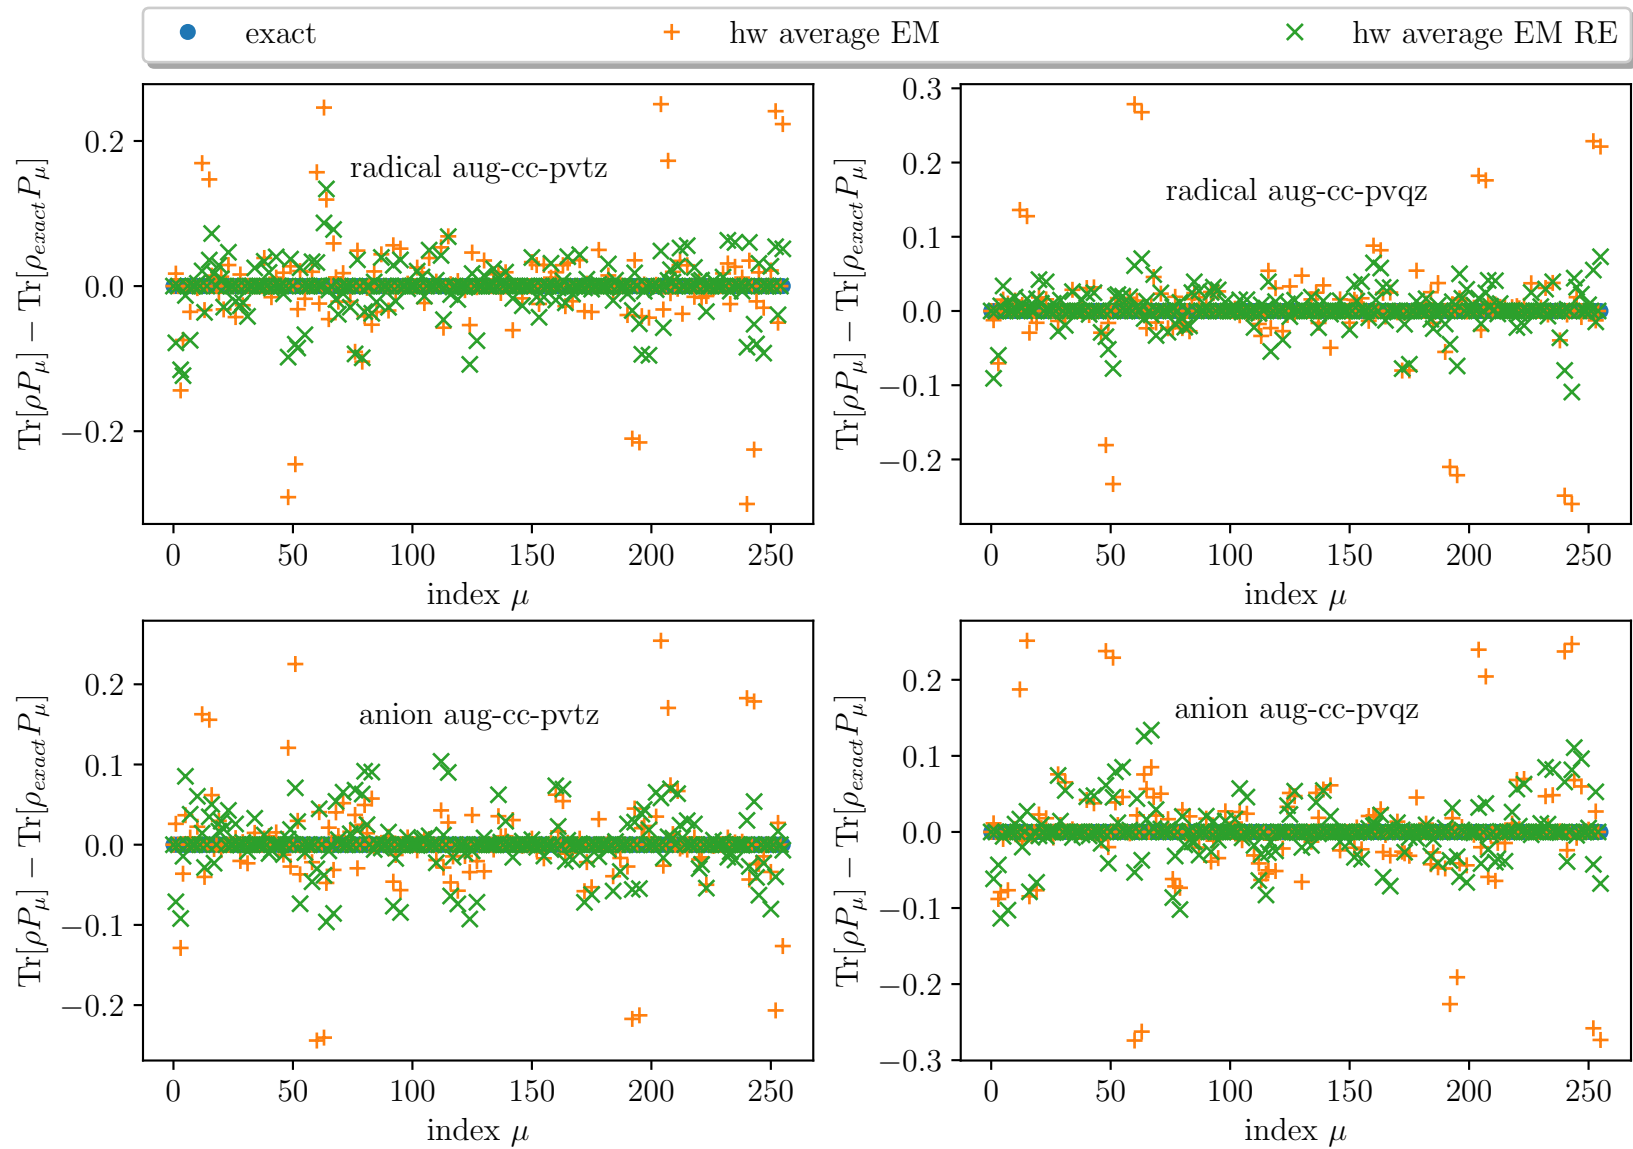 exact hw average EM hw average EM RE
0.2
0.0
−0.2
Tr[ρP_μ] − Tr[ρ_exact P_μ]
radical aug-cc-pvtz
0 50 100 150 200 250
index μ
0.3
0.2
0.1
0.0
−0.1
−0.2
Tr[ρP_μ] − Tr[ρ_exact P_μ]
radical aug-cc-pvqz
0 50 100 150 200 250
index μ
0.2
0.1
0.0
−0.1
−0.2
Tr[ρP_μ] − Tr[ρ_exact P_μ]
anion aug-cc-pvtz
0 50 100 150 200 250
index μ
0.2
0.1
0.0
−0.1
−0.2
−0.3
Tr[ρP_μ] − Tr[ρ_exact P_μ]
anion aug-cc-pvqz
0 50 100 150 200 250
index μ